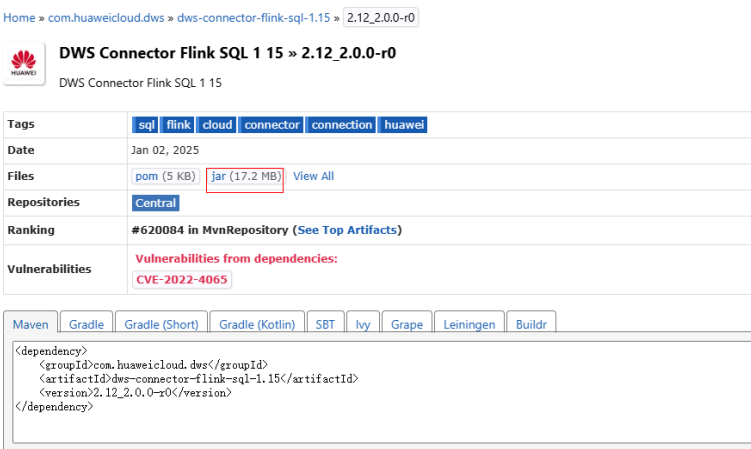 Home » com.huaweicloud.dws » dws-connector-flink-sql-1.15 » 2.12_2.0.0-r0
HUAWEI
DWS Connector Flink SQL 1 15 » 2.12_2.0.0-r0
DWS Connector Flink SQL 1 15
Tags sql flink cloud connector connection huawei
Date Jan 02, 2025
Files pom (5 KB) jar (17.2 MB) View All
Repositories Central
Ranking #620084 in MvnRepository (See Top Artifacts)
Vulnerabilities Vulnerabilities from dependencies:
CVE-2022-4065
Maven Gradle Gradle (Short) Gradle (Kotlin) SBT Ivy Grape Leiningen Buildr
<dependency>
<groupId>com.huaweicloud.dws</groupId>
<artifactId>dws-connector-flink-sql-1.15</artifactId>
<version>2.12_2.0.0-r0</version>
</dependency>